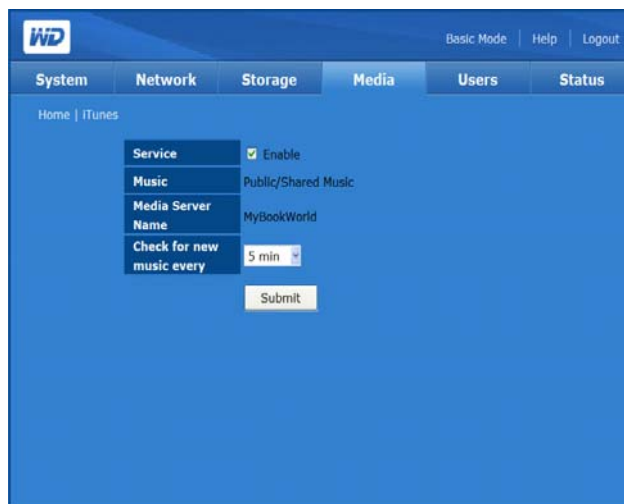 WD
Basic Mode | Help | Logout
System Network Storage Media Users Status
Home | iTunes
Service Enable
Music Public/Shared Music
Media Server
Name
MyBookWorld
Check for new
music every
5 min
Submit